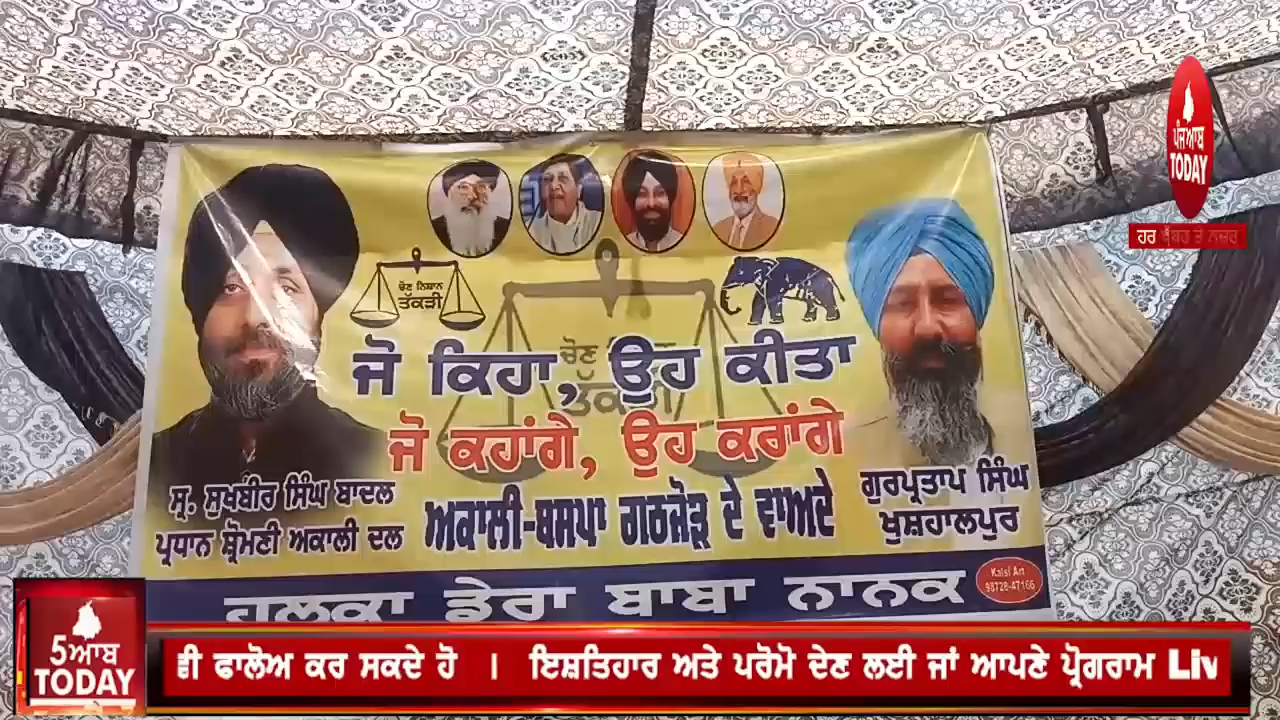 ਪੰਜਆਬ
TODAY
ਹਰ ਖ਼ਬਰ ਤੇ ਨਜ਼ਰ
ਚੋਣ ਨਿਸ਼ਾਨ
ਤੱਕੜੀ
ਜੋ ਕਿਹਾ, ਉਹ ਕੀਤਾ
ਜੋ ਕਹਾਂਗੇ, ਉਹ ਕਰਾਂਗੇ
ਅਕਾਲੀ-ਬਸਪਾ ਗਠਜੋੜ ਦੇ ਵਾਅਦੇ
ਸ੍ਰ. ਸੁਖਬੀਰ ਸਿੰਘ ਬਾਦਲ
ਪ੍ਰਧਾਨ ਸ਼੍ਰੋਮਣੀ ਅਕਾਲੀ ਦਲ
ਗੁਰਪ੍ਰਤਾਪ ਸਿੰਘ
ਖੁਸ਼ਹਾਲਪੁਰ
ਹਲਕਾ ਡੇਰਾ ਬਾਬਾ ਨਾਨਕ
Kalsi Art
98728-47166
5ਆਬ
TODAY
ਵੀ ਫਾਲੋਅ ਕਰ ਸਕਦੇ ਹੋ । ਇਸ਼ਤਿਹਾਰ ਅਤੇ ਪਰੋਮੋ ਦੇਣ ਲਈ ਜਾਂ ਆਪਣੇ ਪ੍ਰੋਗਰਾਮ Liv